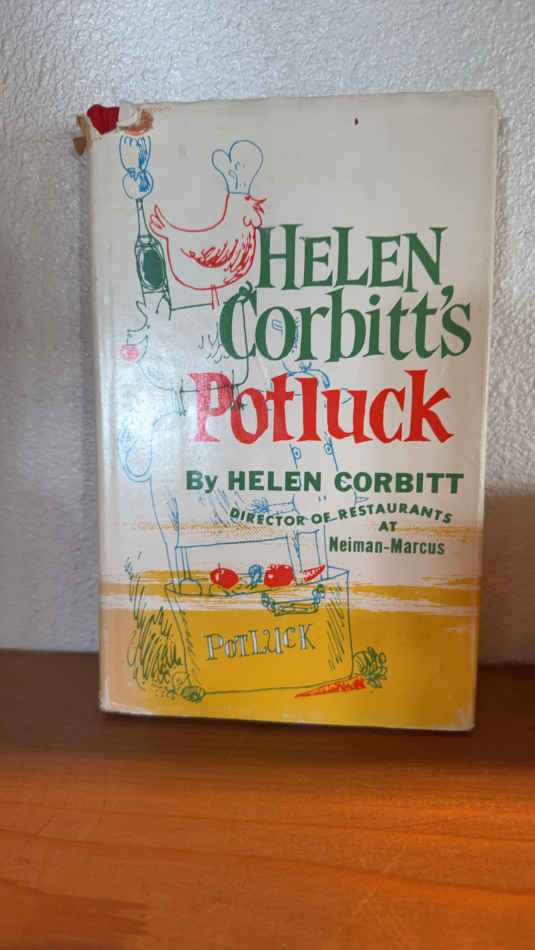 HELEN
Corbitt's
Potluck
By HELEN CORBITT
DIRECTOR OF RESTAURANTS
AT
Neiman-Marcus
POTLUCK